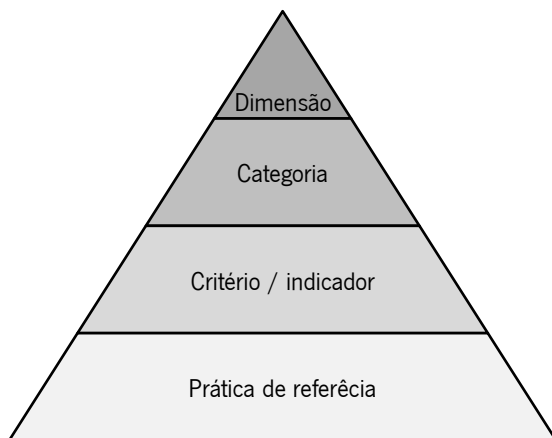 Dimensão
Categoria
Critério / indicador
Prática de referêcia